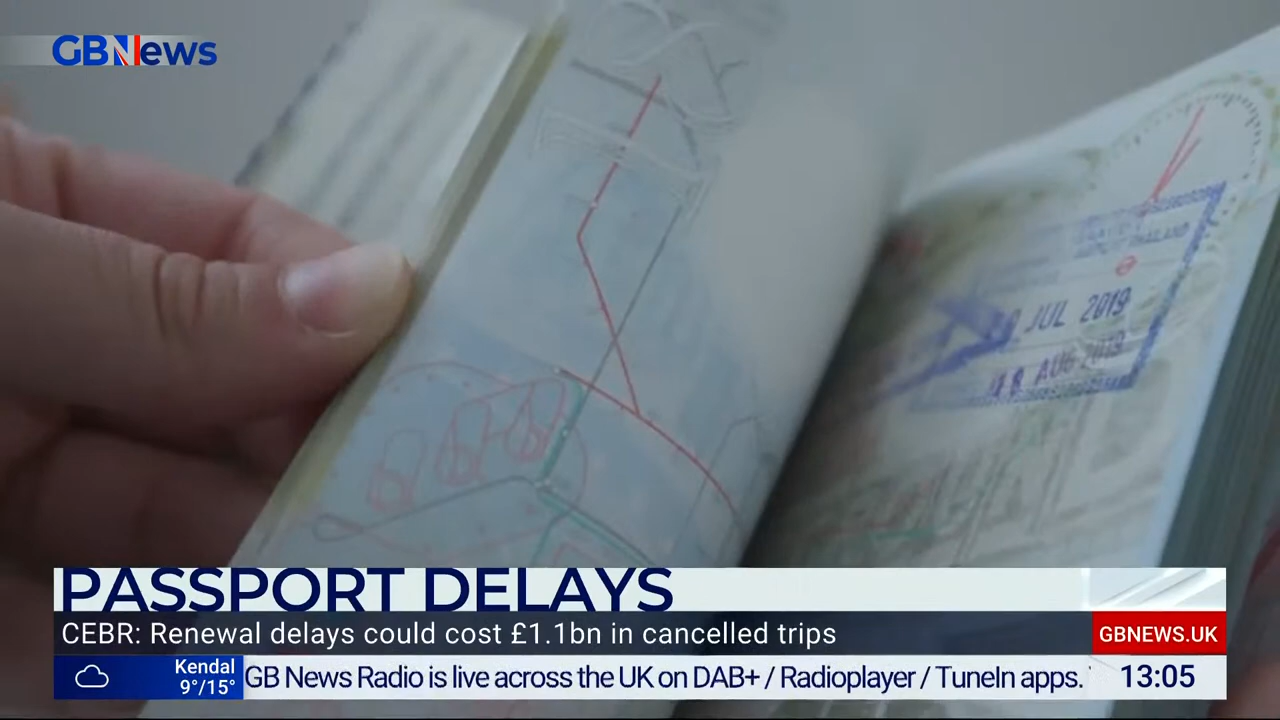 GBNews
THAILAND
JUL 2019
AUG 2019
PASSPORT DELAYS
CEBR: Renewal delays could cost £1.1bn in cancelled trips
GBNEWS.UK
Kendal
9°/15°
GB News Radio is live across the UK on DAB+ / Radioplayer / TuneIn apps.
13:05